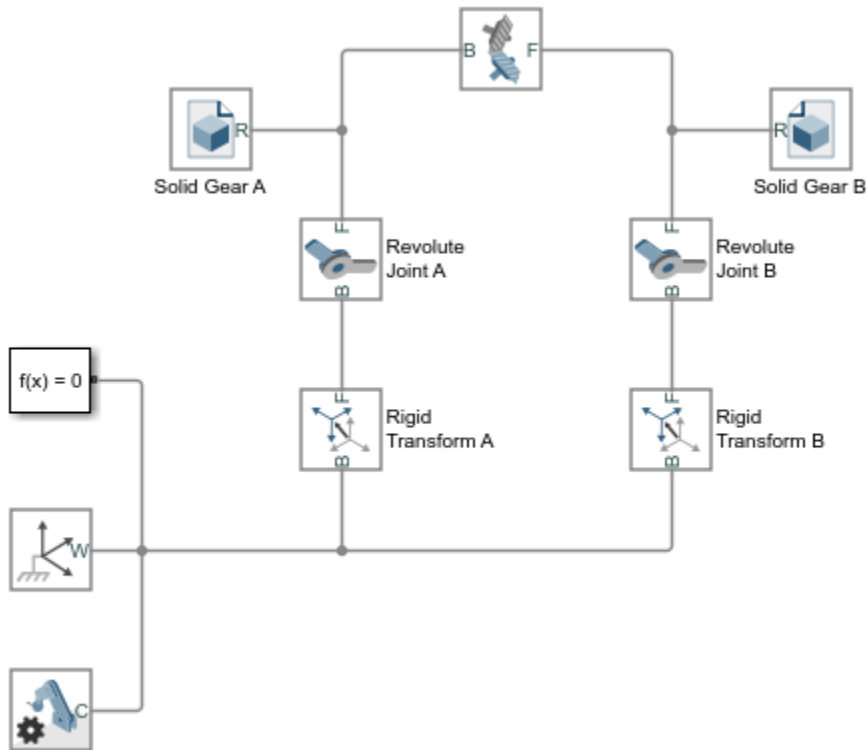 B F
R
Solid Gear A
R
Solid Gear B
F
Revolute
Joint A
B
F
Revolute
Joint B
B
f(x) = 0
F
Rigid
Transform A
B
F
Rigid
Transform B
B
W
C